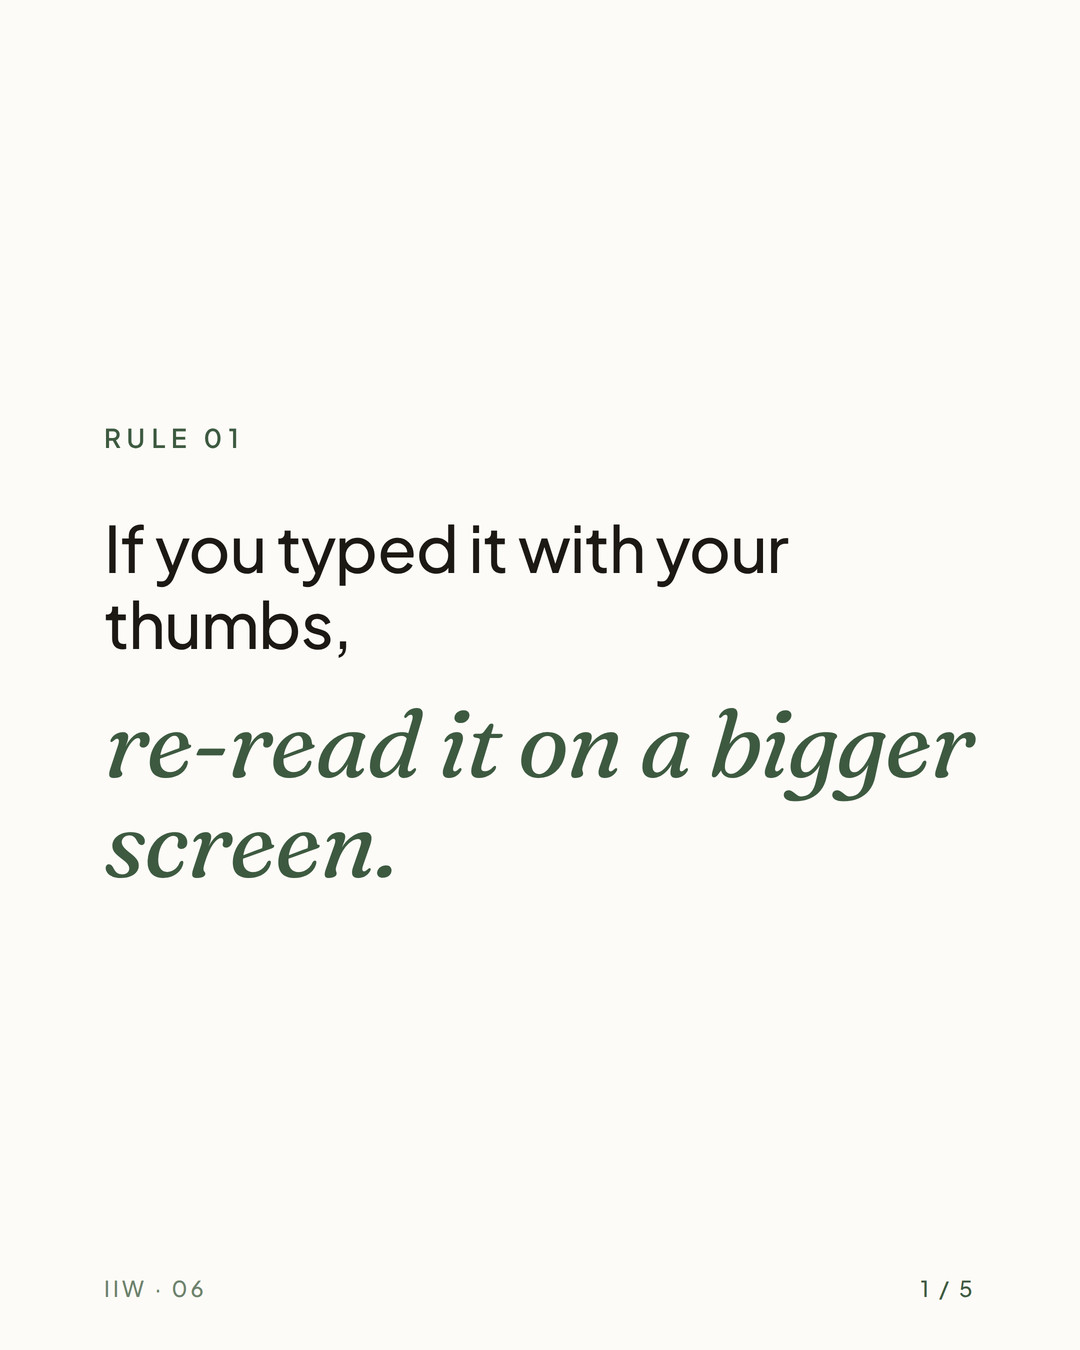 RULE 01
If you typed it with your
thumbs,
re-read it on a bigger
screen.
IIW · 06
1 / 5